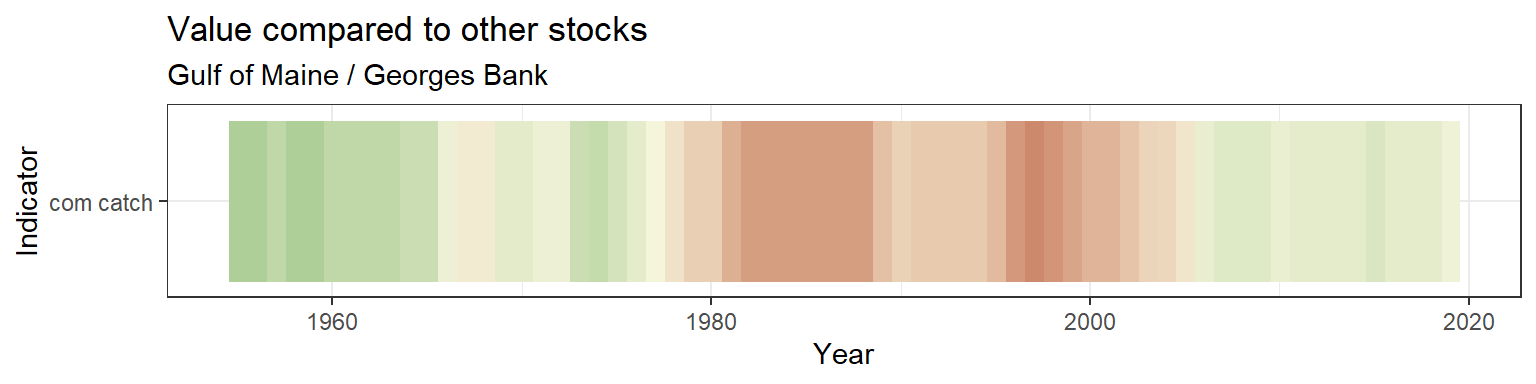 Value compared to other stocks
Gulf of Maine / Georges Bank
Indicator
com catch
1960
1980
2000
2020
Year